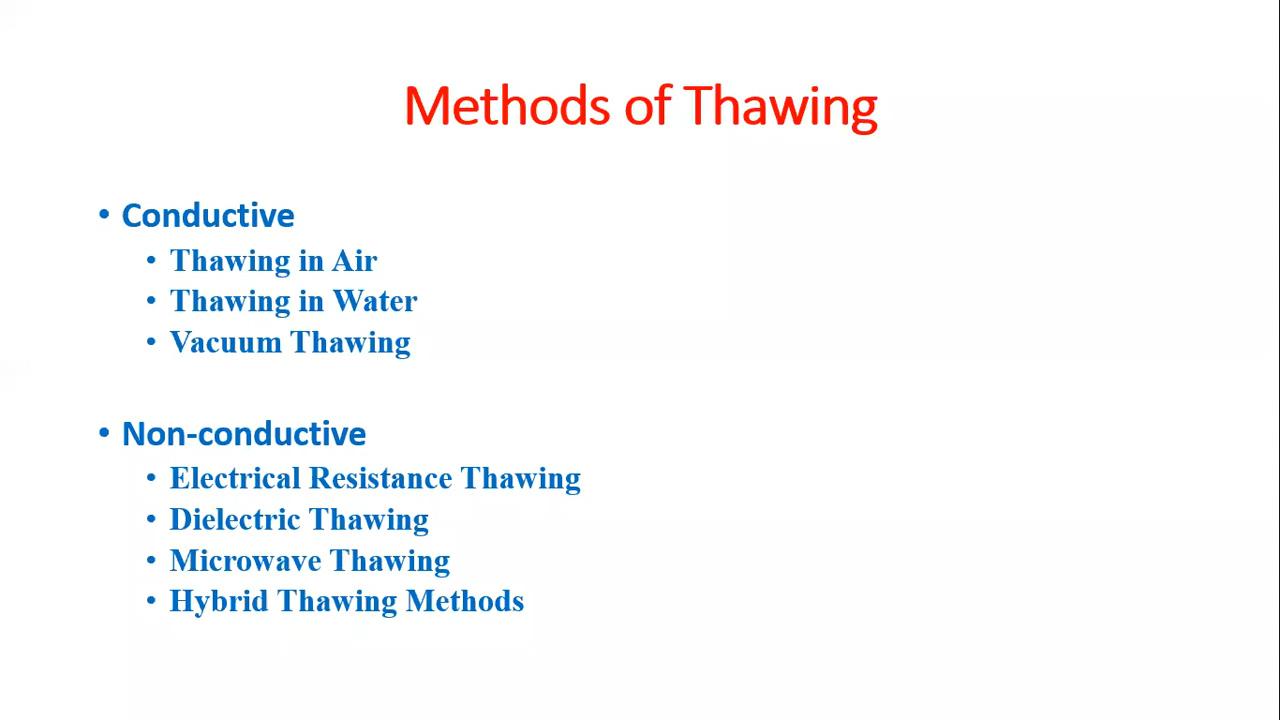 Methods of Thawing
• Conductive
• Thawing in Air
• Thawing in Water
• Vacuum Thawing
• Non-conductive
• Electrical Resistance Thawing
• Dielectric Thawing
• Microwave Thawing
• Hybrid Thawing Methods